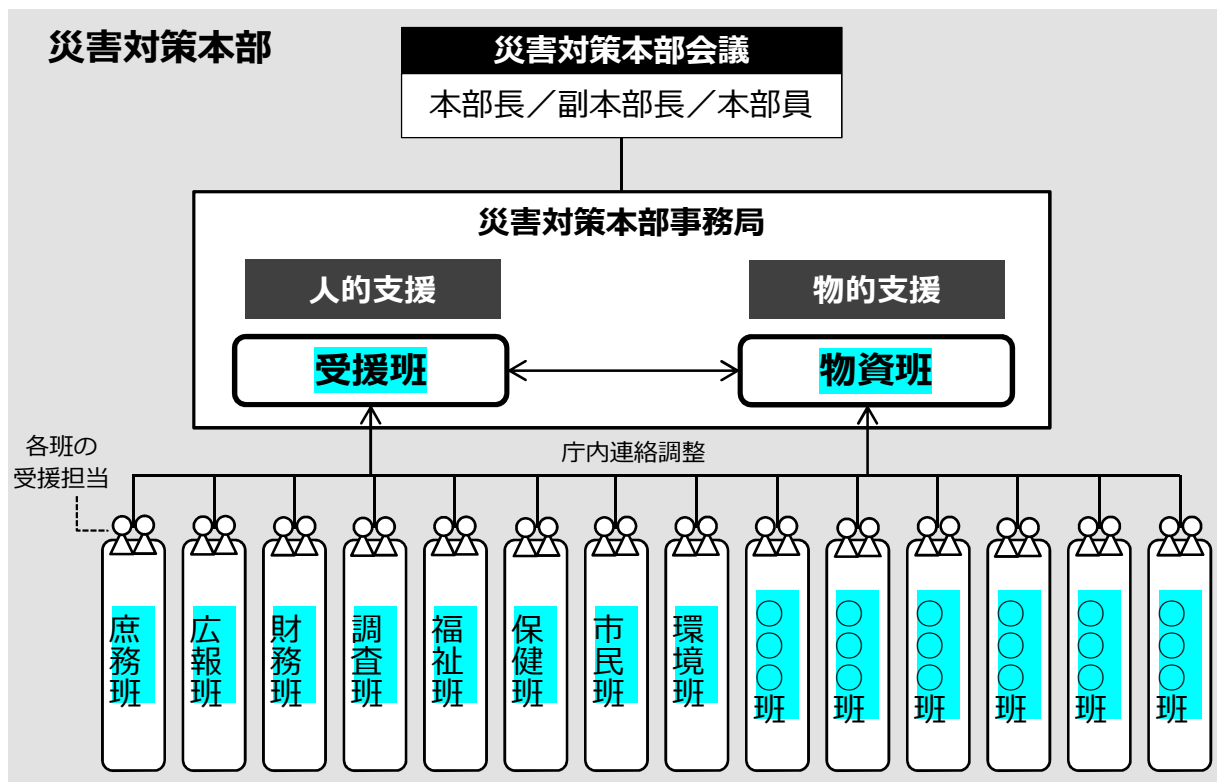 災害対策本部
災害対策本部会議
本部長／副本部長／本部員
災害対策本部事務局
人的支援
物的支援
受援班
物資班
各班の
受援担当
庁内連絡調整
庶務班
広報班
財務班
調査班
福祉班
保健班
市民班
環境班
○○○班
○○○班
○○○班
○○○班
○○○班
○○○班